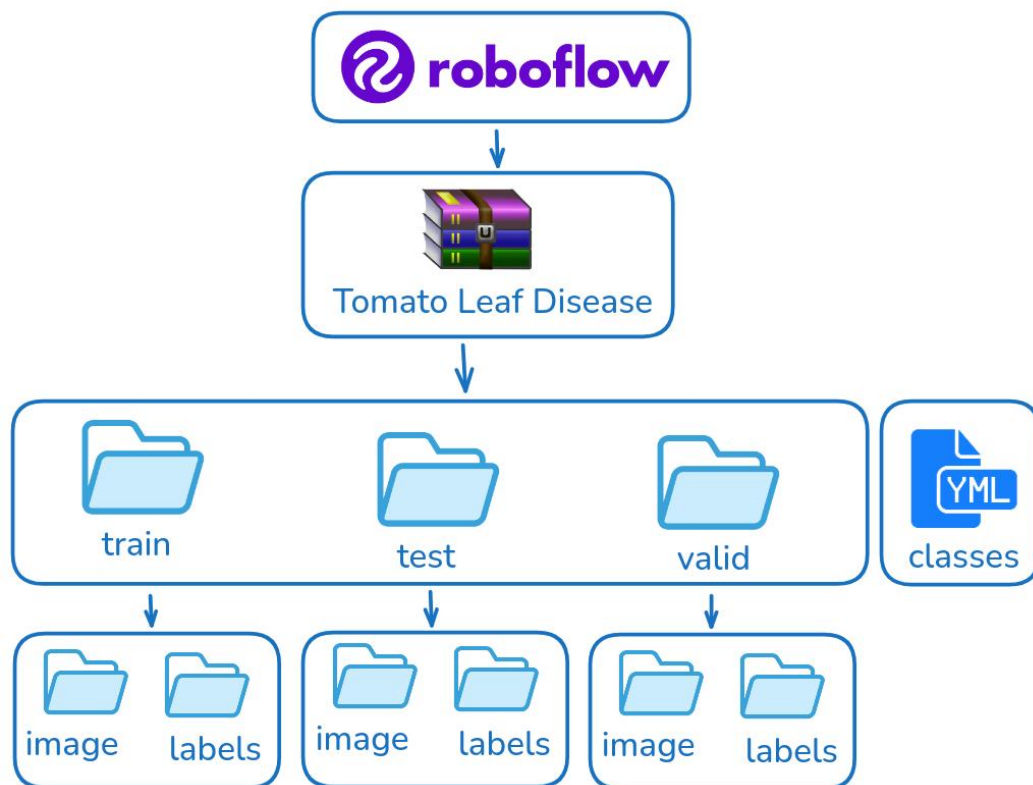 roboflow
Tomato Leaf Disease
train
test
valid
YML
classes
image
labels
image
labels
image
labels